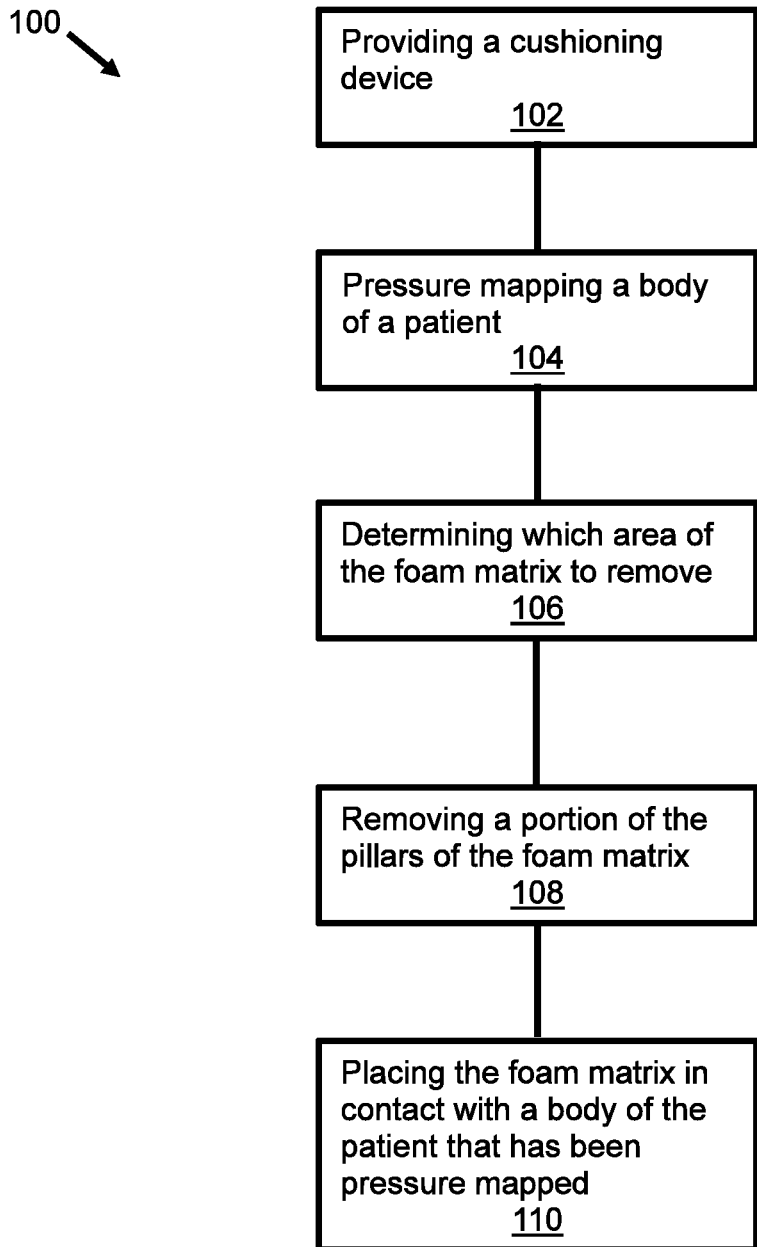 100
Providing a cushioning
device
102
Pressure mapping a body
of a patient
104
Determining which area of
the foam matrix to remove
106
Removing a portion of the
pillars of the foam matrix
108
Placing the foam matrix in
contact with a body of the
patient that has been
pressure mapped
110